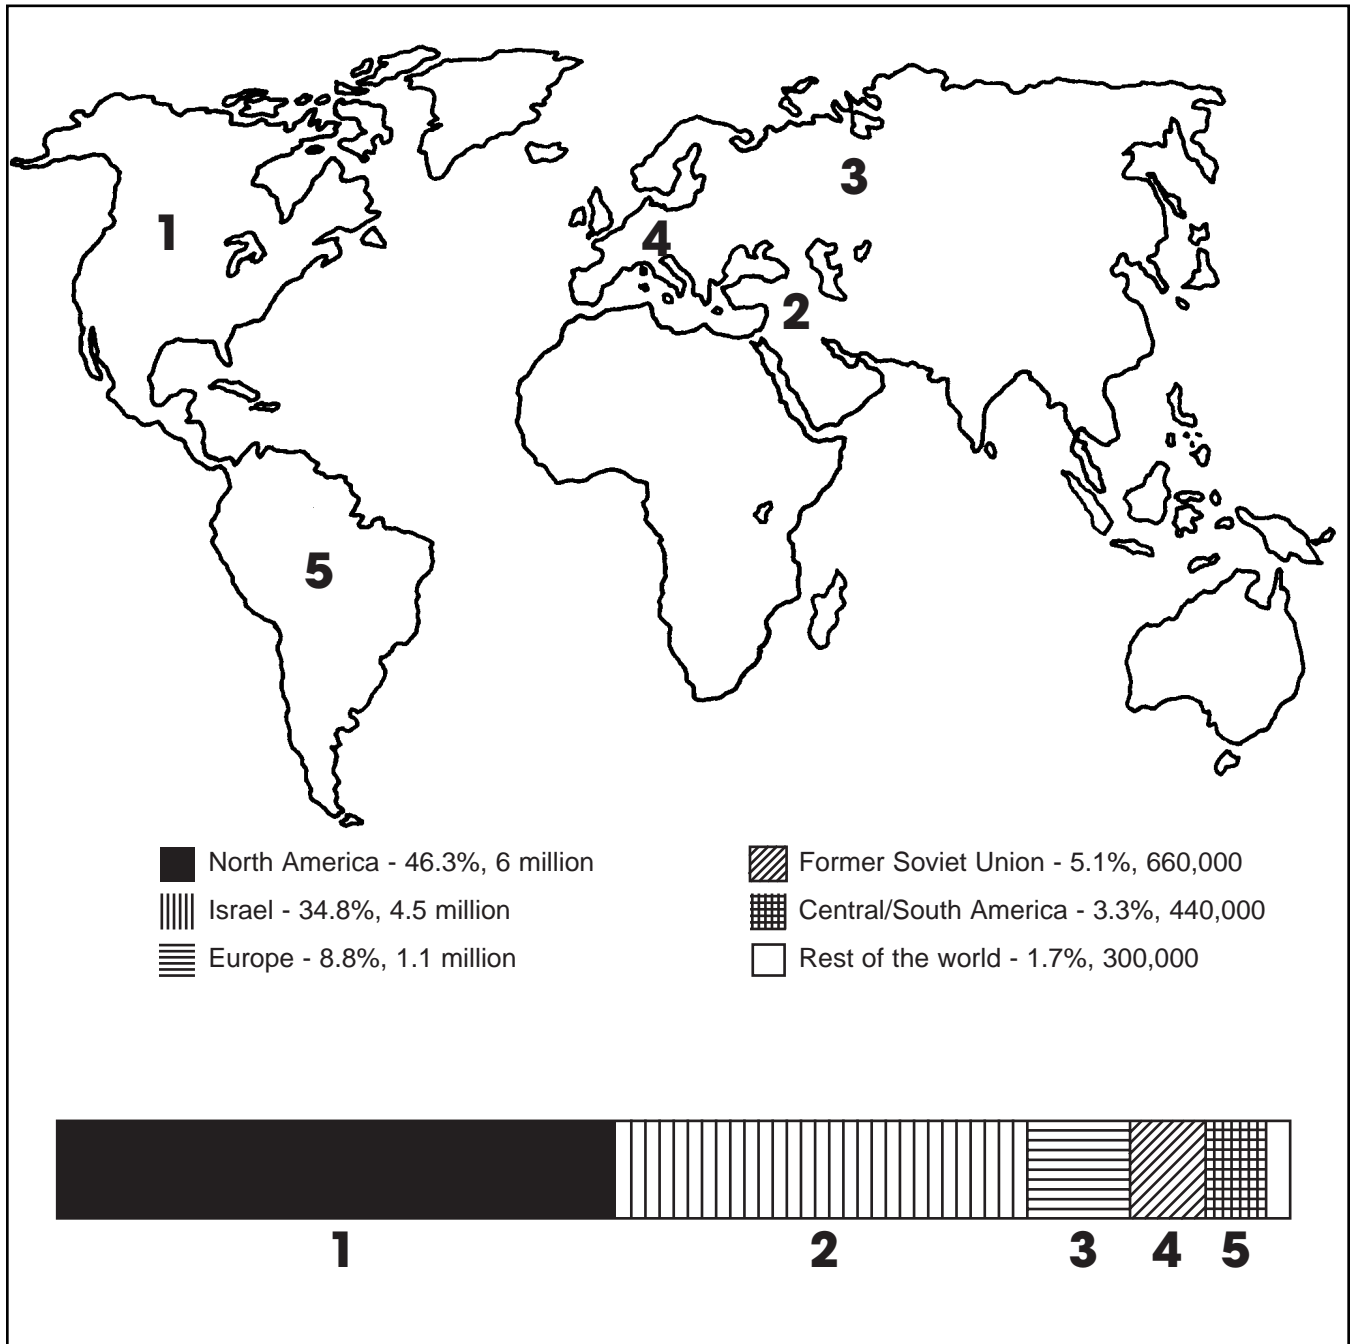 3
1
4
2
5
North America - 46.3%, 6 million
Israel - 34.8%, 4.5 million
Europe - 8.8%, 1.1 million
Former Soviet Union - 5.1%, 660,000
Central/South America - 3.3%, 440,000
Rest of the world - 1.7%, 300,000
1 2 3 4 5